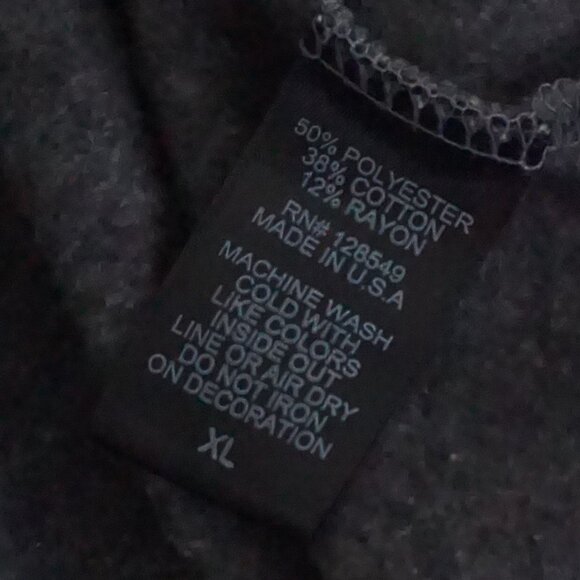 50% POLYESTER
38% COTTON
12% RAYON
RN# 128549
MADE IN U.S.A
MACHINE WASH
COLD WITH
LIKE COLORS
INSIDE OUT
LINE OR AIR DRY
DO NOT IRON
ON DECORATION
XL